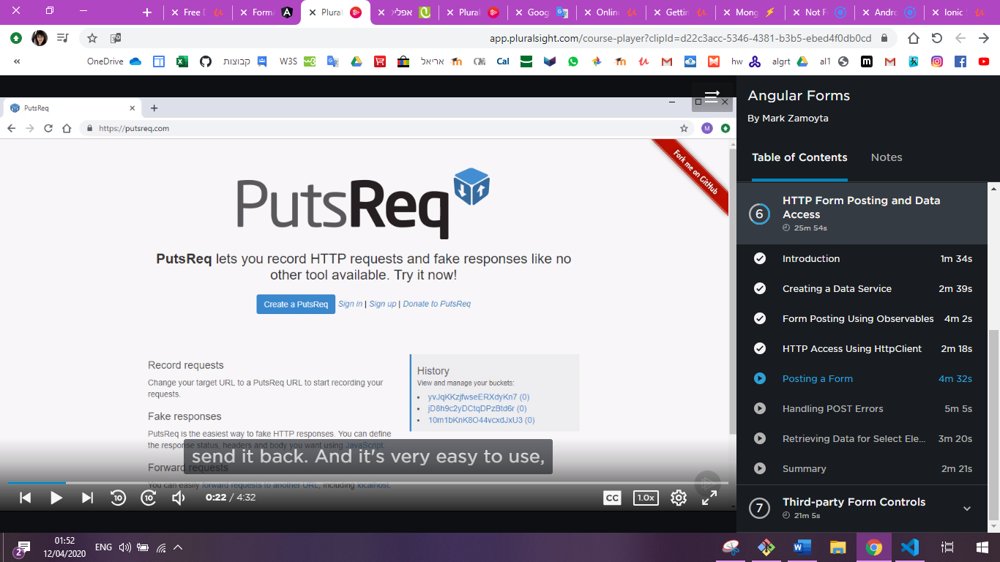 Free D
Form
Plural
אפליכ
Plural
Goog
Online
Gettin
Mong
Not F
Andro
Ionic
app.pluralsight.com/course-player?clipId=d22c3acc-5346-4381-b3b5-ebed4f0db0cd
OneDrive
קבוצות
W3S
אריאל
Cal
hw
algrt
al1
PutsReq
https://putsreq.com
M
Fork me on GitHub
PutsReq
PutsReq lets you record HTTP requests and fake responses like no
other tool available. Try it now!
Create a PutsReq Sign in | Sign up | Donate to PutsReq
Record requests
Change your target URL to a PutsReq URL to start recording your
requests.
Fake responses
PutsReq is the easiest way to fake HTTP responses. You can define
the response status, headers and body you want using JavaScript.
Forward requests
You can easily forward requests to another URL, including localhost.
History
View and manage your buckets:
yvJqKKzjfwseERXdyKn7 (0)
jD8h9c2yDCtqDPzBtd6r (0)
10m1bKnK8O44vcxdJxU3 (0)
send it back. And it's very easy to use,
10
10
0:22 / 4:32
CC
1.0x
Angular Forms
By Mark Zamoyta
Table of Contents
Notes
6
HTTP Form Posting and Data
Access
25m 54s
Introduction 1m 34s
Creating a Data Service 2m 39s
Form Posting Using Observables 4m 2s
HTTP Access Using HttpClient 2m 18s
Posting a Form 4m 32s
Handling POST Errors 5m 5s
Retrieving Data for Select Ele... 3m 20s
Summary 2m 21s
7
Third-party Form Controls
21m 5s
2
01:52
12/04/2020
ENG